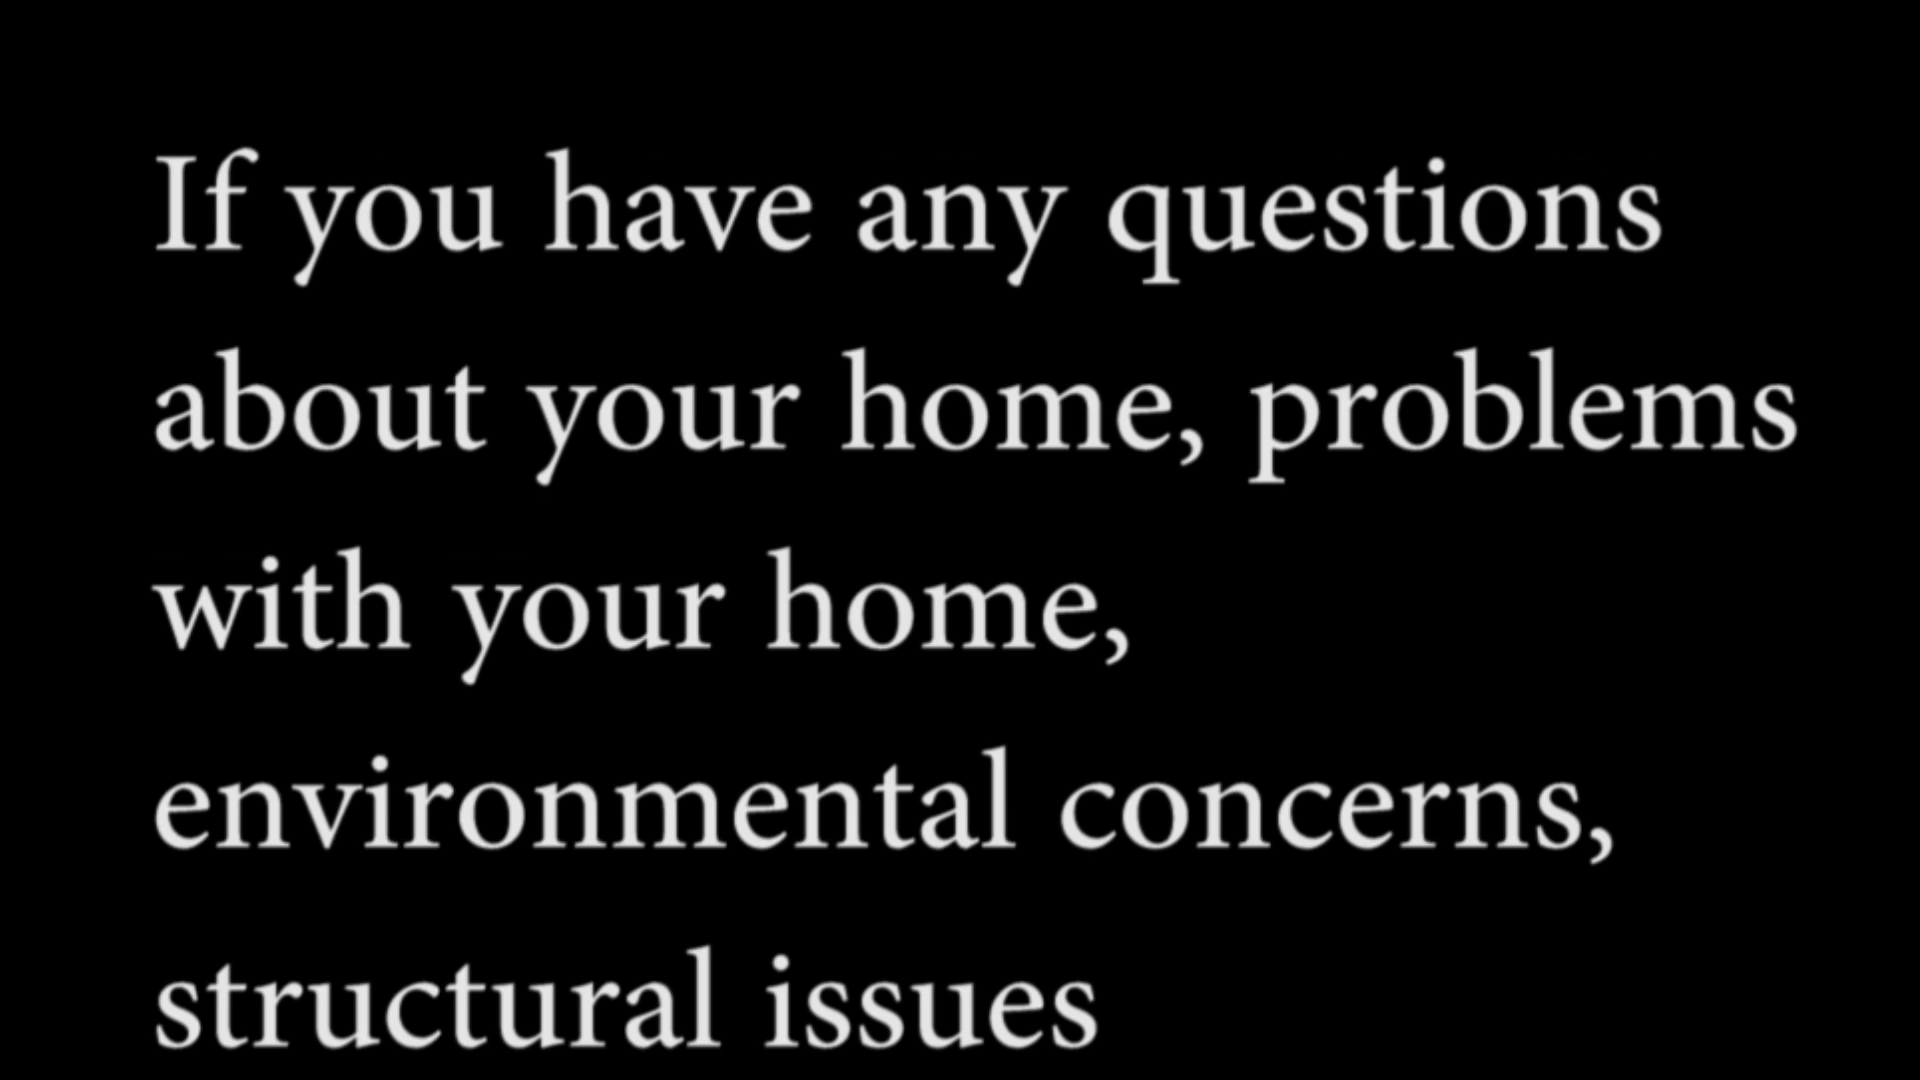 If you have any questions
about your home, problems
with your home,
environmental concerns,
structural issues